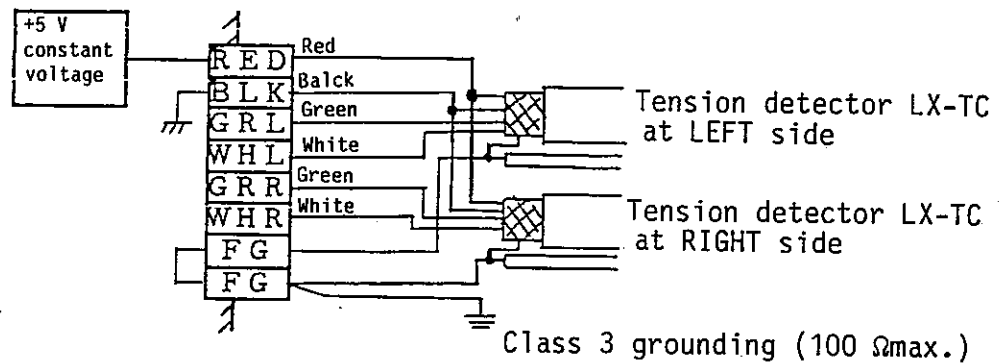 +5 V
constant
voltage
RED
BLK
GRL
WHL
GRR
WHR
FG
FG
Red
Balck
Green
White
Green
White
Tension detector LX-TC
at LEFT side
Tension detector LX-TC
at RIGHT side
Class 3 grounding (100 Ωmax.)